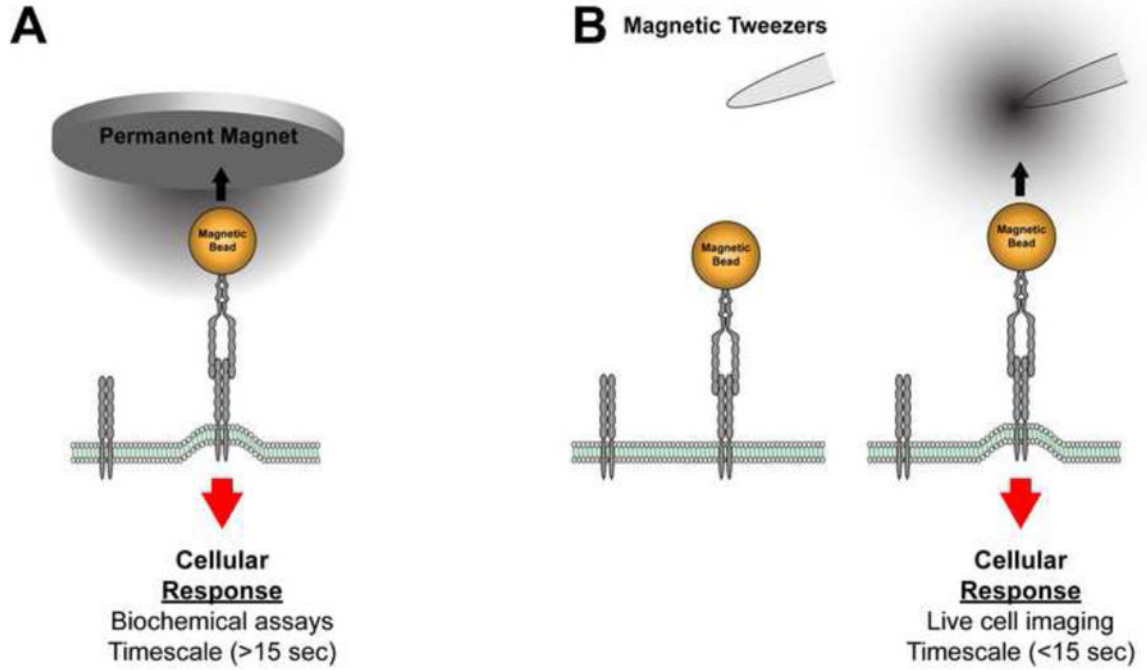 A
Permanent Magnet
Magnetic
Bead
Cellular
Response
Biochemical assays
Timescale (>15 sec)
B
Magnetic Tweezers
Magnetic
Bead
Magnetic
Bead
Cellular
Response
Live cell imaging
Timescale (<15 sec)